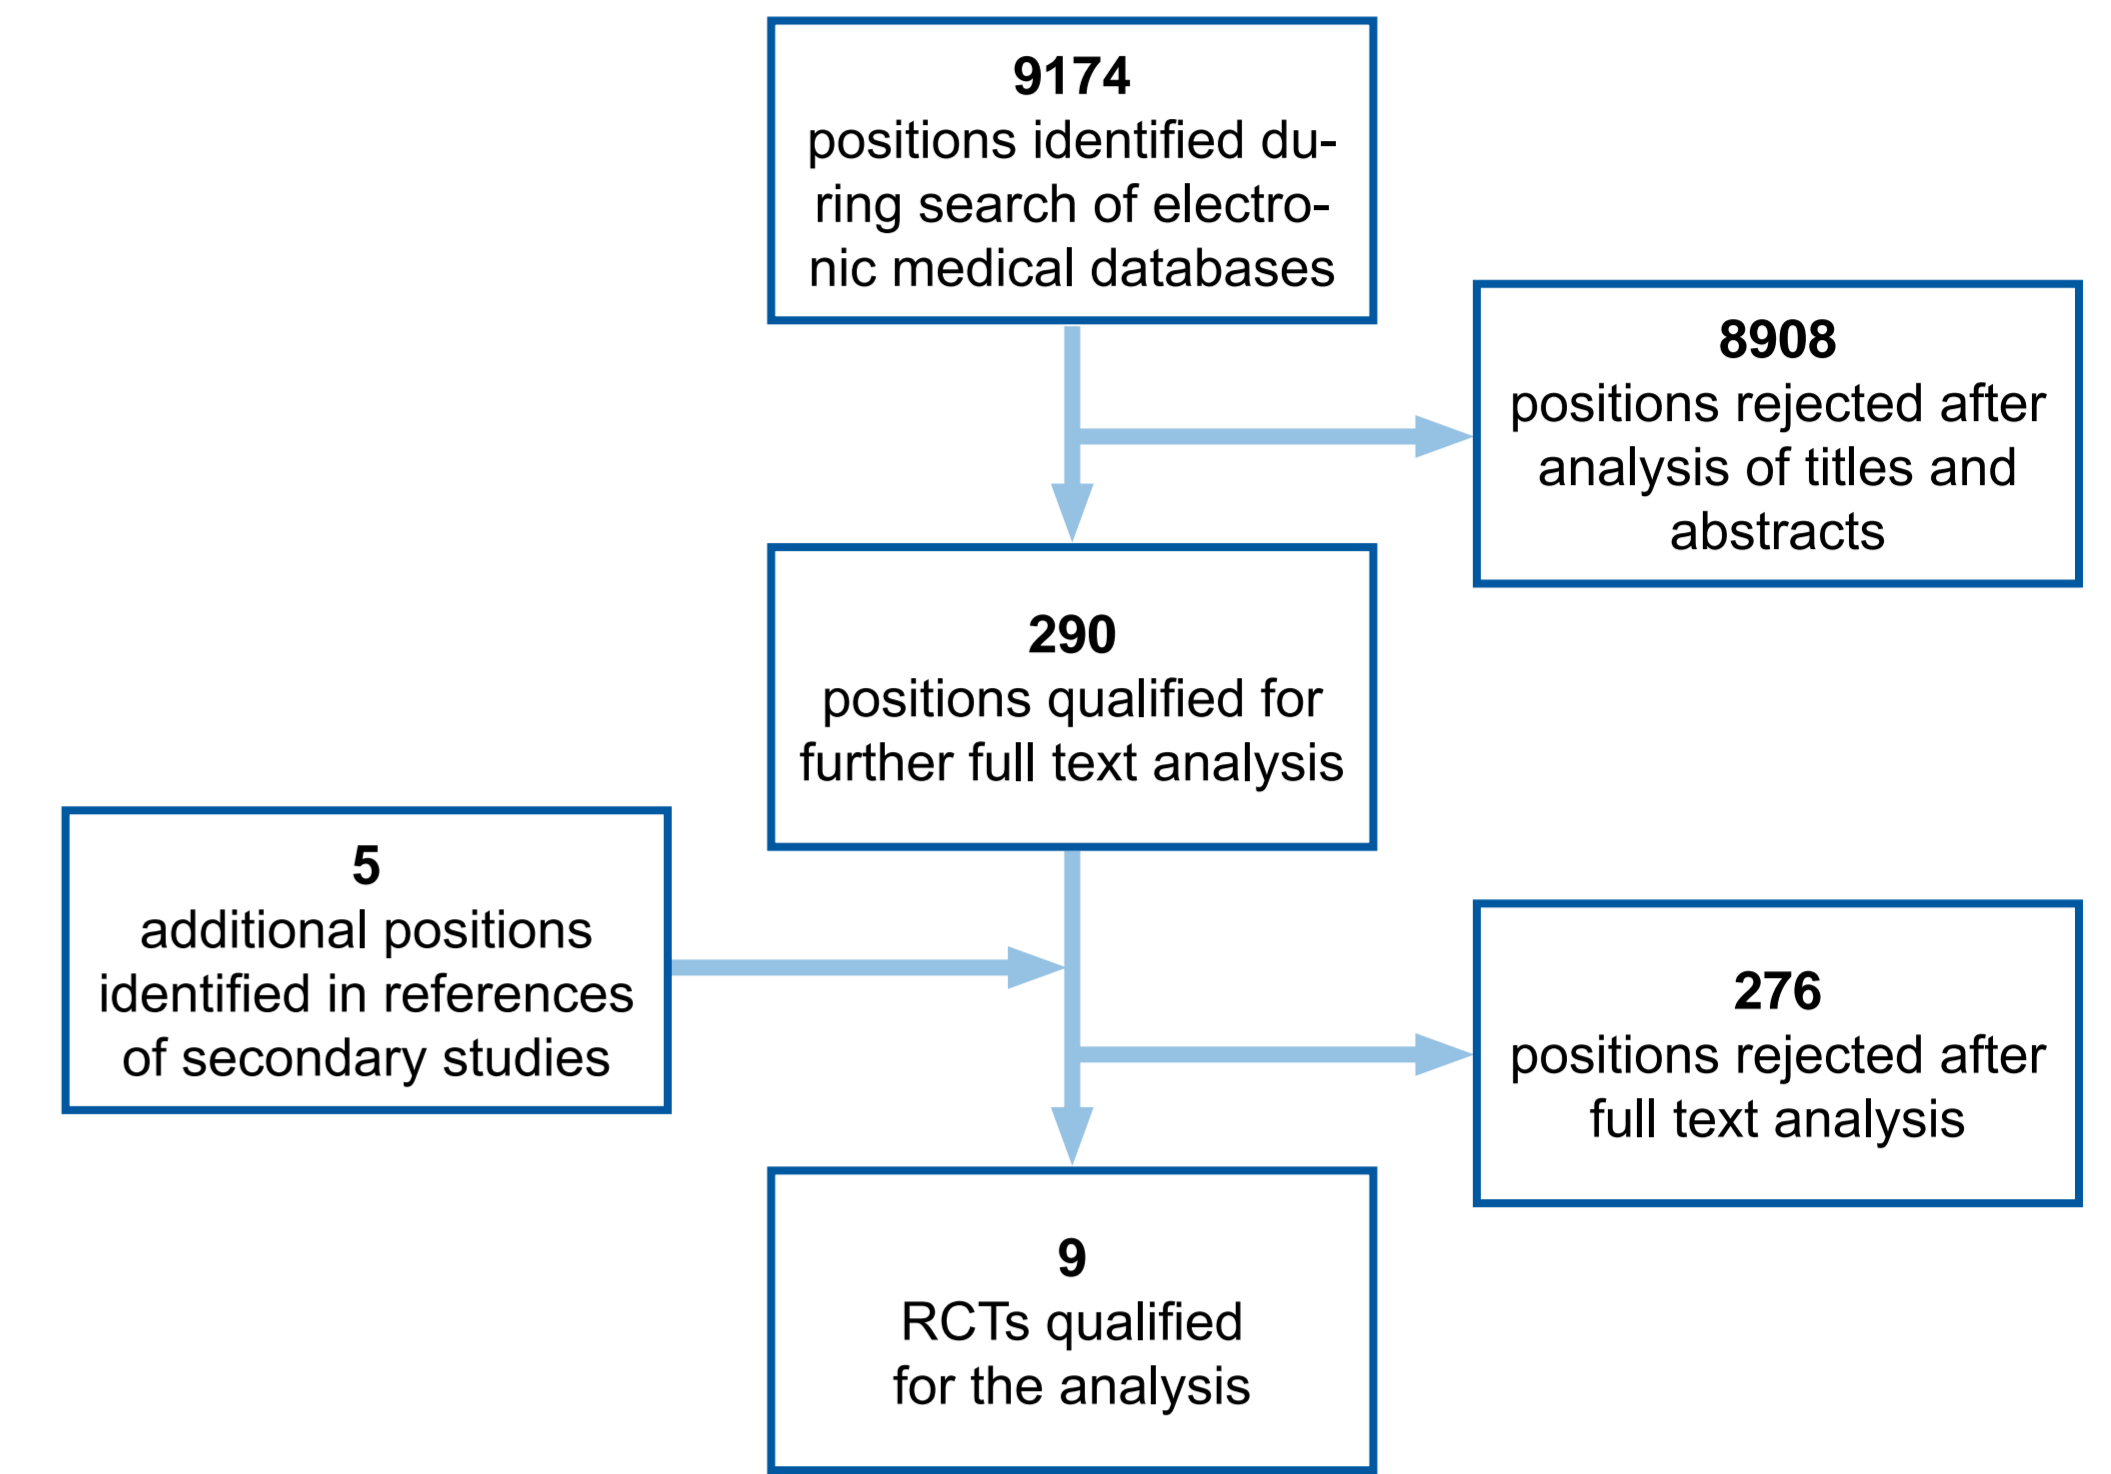 9174
positions identified du-
ring search of electro-
nic medical databases
8908
positions rejected after
analysis of titles and
abstracts
290
positions qualified for
further full text analysis
5
additional positions
identified in references
of secondary studies
276
positions rejected after
full text analysis
9
RCTs qualified
for the analysis